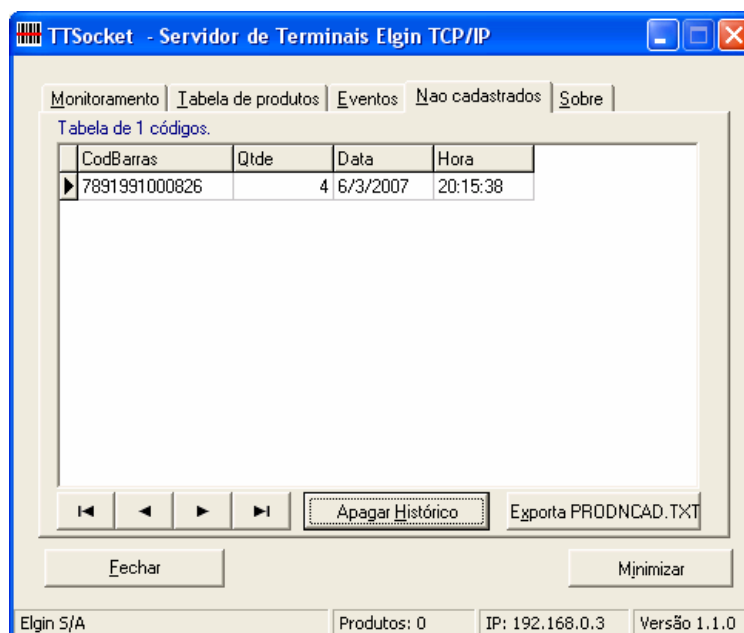 TTSocket - Servidor de Terminais Elgin TCP/IP
Monitoramento Tabela de produtos Eventos Nao cadastrados Sobre
Tabela de 1 códigos.
CodBarras Qtde Data Hora
7891991000826 4 6/3/2007 20:15:38
Apagar Histórico Exporta PRODNCAD.TXT
Fechar Minimizar
Elgin S/A Produtos: 0 IP: 192.168.0.3 Versão 1.1.0